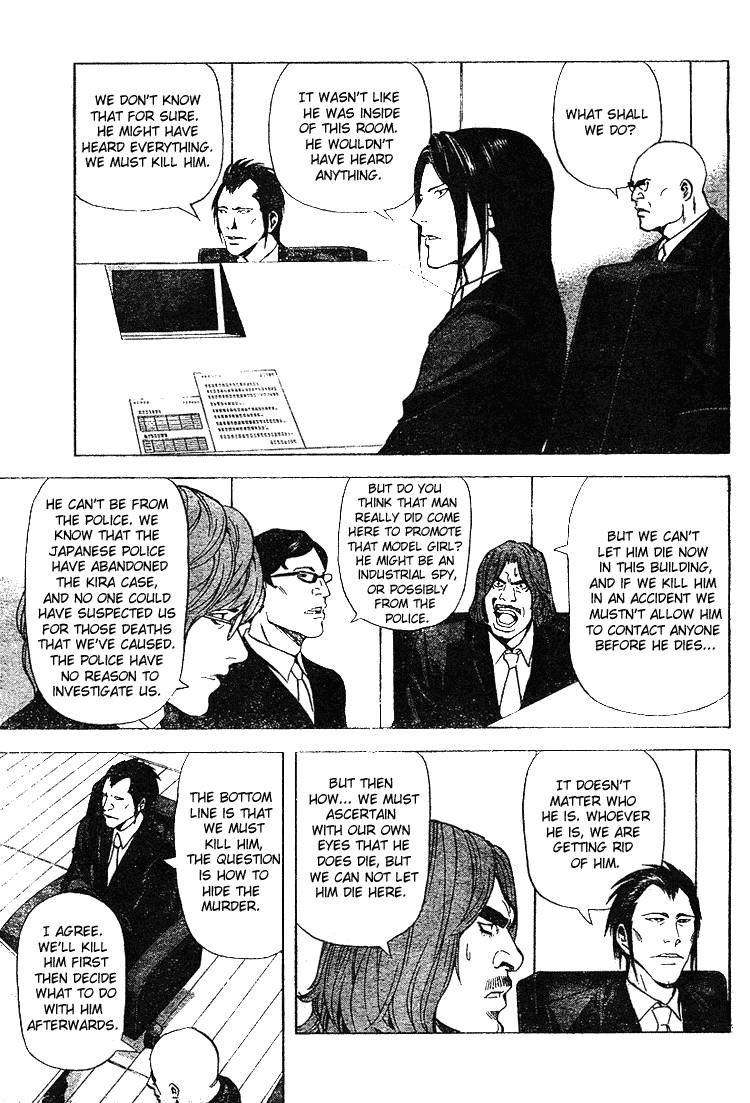 WHAT SHALL
WE DO?
IT WASN'T LIKE
HE WAS INSIDE
OF THIS ROOM.
HE WOULDN'T
HAVE HEARD
ANYTHING.
WE DON'T KNOW
THAT FOR SURE.
HE MIGHT HAVE
HEARD EVERYTHING.
WE MUST KILL HIM.
BUT WE CAN'T
LET HIM DIE NOW
IN THIS BUILDING,
AND IF WE KILL HIM
IN AN ACCIDENT WE
MUSTN'T ALLOW HIM
TO CONTACT ANYONE
BEFORE HE DIES...
BUT DO YOU
THINK THAT MAN
REALLY DID COME
HERE TO PROMOTE
THAT MODEL GIRL?
HE MIGHT BE AN
INDUSTRIAL SPY,
OR POSSIBLY
FROM THE
POLICE.
HE CAN'T BE FROM
THE POLICE. WE
KNOW THAT THE
JAPANESE POLICE
HAVE ABANDONED
THE KIRA CASE,
AND NO ONE COULD
HAVE SUSPECTED US
FOR THOSE DEATHS
THAT WE'VE CAUSED.
THE POLICE HAVE
NO REASON TO
INVESTIGATE US.
IT DOESN'T
MATTER WHO
HE IS. WHOEVER
HE IS, WE ARE
GETTING RID
OF HIM.
BUT THEN
HOW... WE MUST
ASCERTAIN
WITH OUR OWN
EYES THAT HE
DOES DIE, BUT
WE CAN NOT LET
HIM DIE HERE.
THE BOTTOM
LINE IS THAT
WE MUST
KILL HIM,
THE QUESTION
IS HOW TO
HIDE THE
MURDER.
I AGREE.
WE'LL KILL
HIM FIRST
THEN DECIDE
WHAT TO DO
WITH HIM
AFTERWARDS.